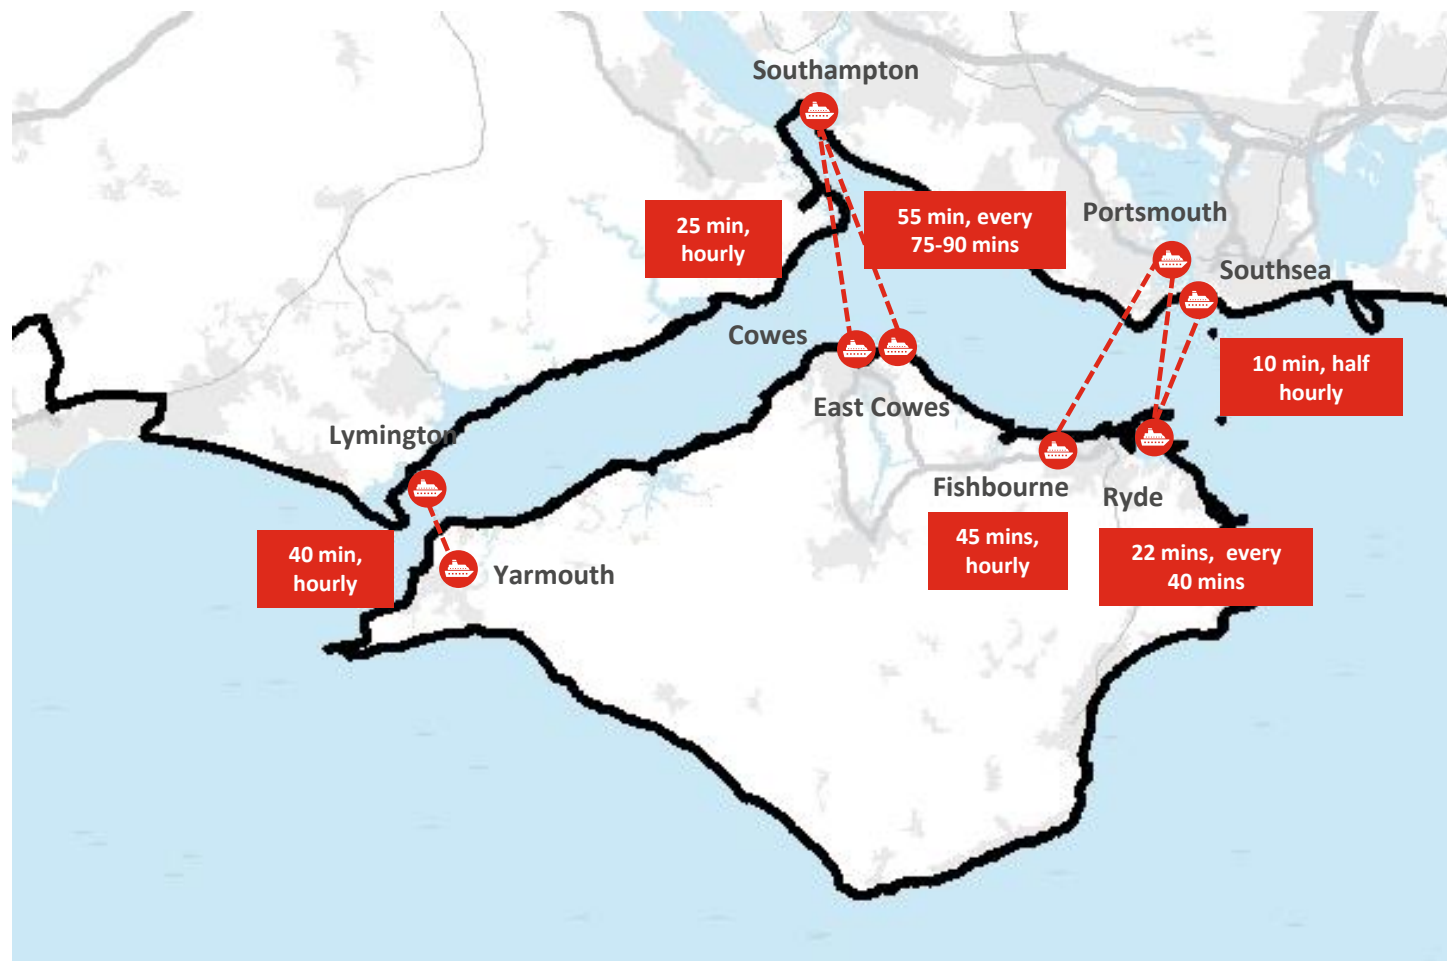 Southampton
25 min,
hourly
55 min, every
75-90 mins
Portsmouth
Southsea
Cowes
East Cowes
10 min, half
hourly
Lymington
Fishbourne
Ryde
45 mins,
hourly
22 mins,  every
40 mins
40 min,
hourly
Yarmouth